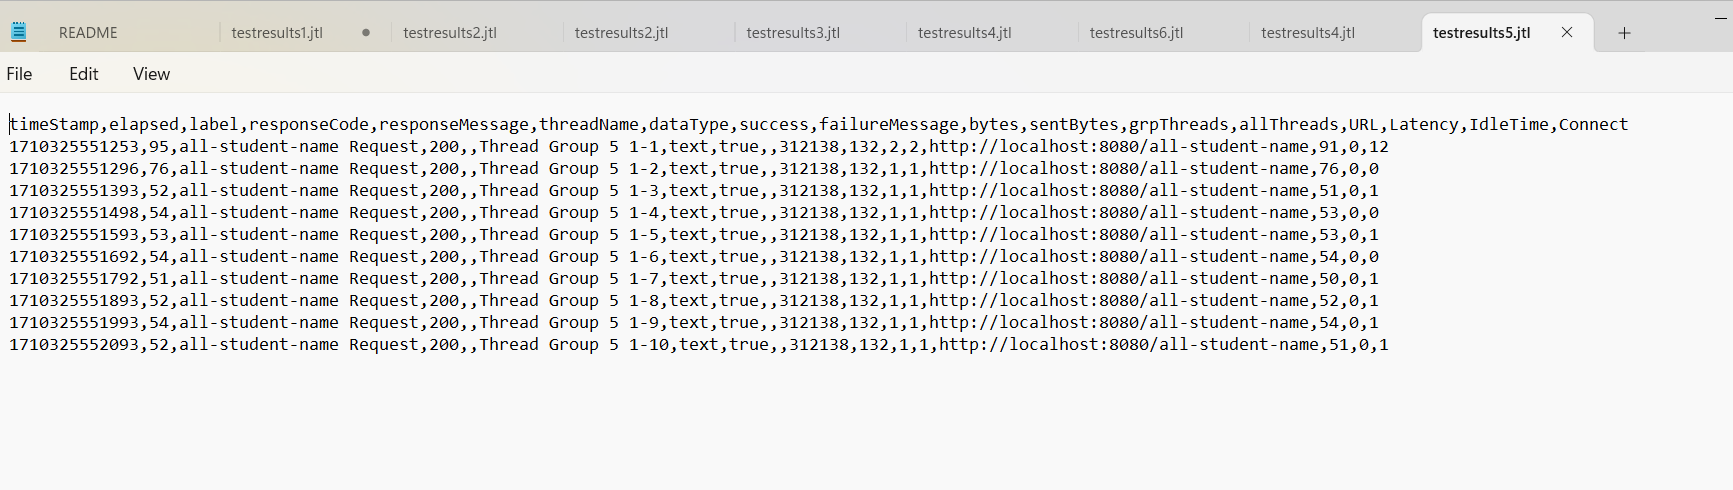 README testresults1.jtl testresults2.jtl testresults2.jtl testresults3.jtl testresults4.jtl testresults6.jtl testresults4.jtl testresults5.jtl
File Edit View
timeStamp,elapsed,label,responseCode,responseMessage,threadName,dataType,success,failureMessage,bytes,sentBytes,grpThreads,allThreads,URL,Latency,IdleTime,Connect
1710325551253,95,all-student-name Request,200,,Thread Group 5 1-1,text,true,,312138,132,2,2,http://localhost:8080/all-student-name,91,0,12
1710325551296,76,all-student-name Request,200,,Thread Group 5 1-2,text,true,,312138,132,1,1,http://localhost:8080/all-student-name,76,0,0
1710325551393,52,all-student-name Request,200,,Thread Group 5 1-3,text,true,,312138,132,1,1,http://localhost:8080/all-student-name,51,0,1
1710325551498,54,all-student-name Request,200,,Thread Group 5 1-4,text,true,,312138,132,1,1,http://localhost:8080/all-student-name,53,0,0
1710325551593,53,all-student-name Request,200,,Thread Group 5 1-5,text,true,,312138,132,1,1,http://localhost:8080/all-student-name,53,0,1
1710325551692,54,all-student-name Request,200,,Thread Group 5 1-6,text,true,,312138,132,1,1,http://localhost:8080/all-student-name,54,0,0
1710325551792,51,all-student-name Request,200,,Thread Group 5 1-7,text,true,,312138,132,1,1,http://localhost:8080/all-student-name,50,0,1
1710325551893,52,all-student-name Request,200,,Thread Group 5 1-8,text,true,,312138,132,1,1,http://localhost:8080/all-student-name,52,0,1
1710325551993,54,all-student-name Request,200,,Thread Group 5 1-9,text,true,,312138,132,1,1,http://localhost:8080/all-student-name,54,0,1
1710325552093,52,all-student-name Request,200,,Thread Group 5 1-10,text,true,,312138,132,1,1,http://localhost:8080/all-student-name,51,0,1